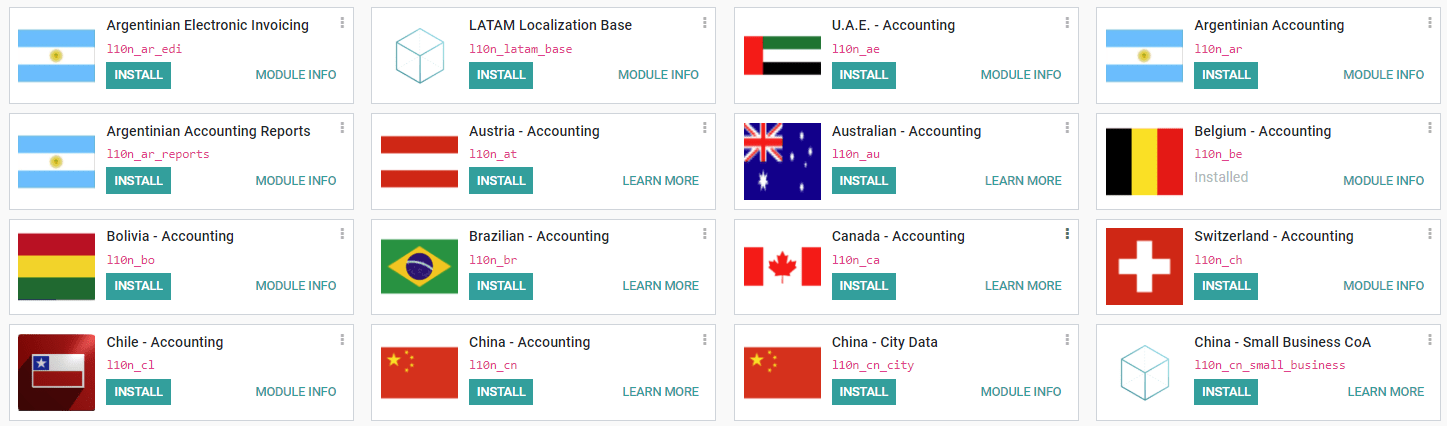 Argentinian Electronic Invoicing
l10n_ar_edi
INSTALL MODULE INFO
LATAM Localization Base
l10n_latam_base
INSTALL MODULE INFO
U.A.E. - Accounting
l10n_ae
INSTALL MODULE INFO
Argentinian Accounting
l10n_ar
INSTALL MODULE INFO
Argentinian Accounting Reports
l10n_ar_reports
INSTALL MODULE INFO
Austria - Accounting
l10n_at
INSTALL LEARN MORE
Australian - Accounting
l10n_au
INSTALL LEARN MORE
Belgium - Accounting
l10n_be
Installed MODULE INFO
Bolivia - Accounting
l10n_bo
INSTALL MODULE INFO
Brazilian - Accounting
l10n_br
INSTALL LEARN MORE
Canada - Accounting
l10n_ca
INSTALL LEARN MORE
Switzerland - Accounting
l10n_ch
INSTALL MODULE INFO
Chile - Accounting
l10n_cl
INSTALL MODULE INFO
China - Accounting
l10n_cn
INSTALL LEARN MORE
China - City Data
l10n_cn_city
INSTALL MODULE INFO
China - Small Business CoA
l10n_cn_small_business
INSTALL LEARN MORE